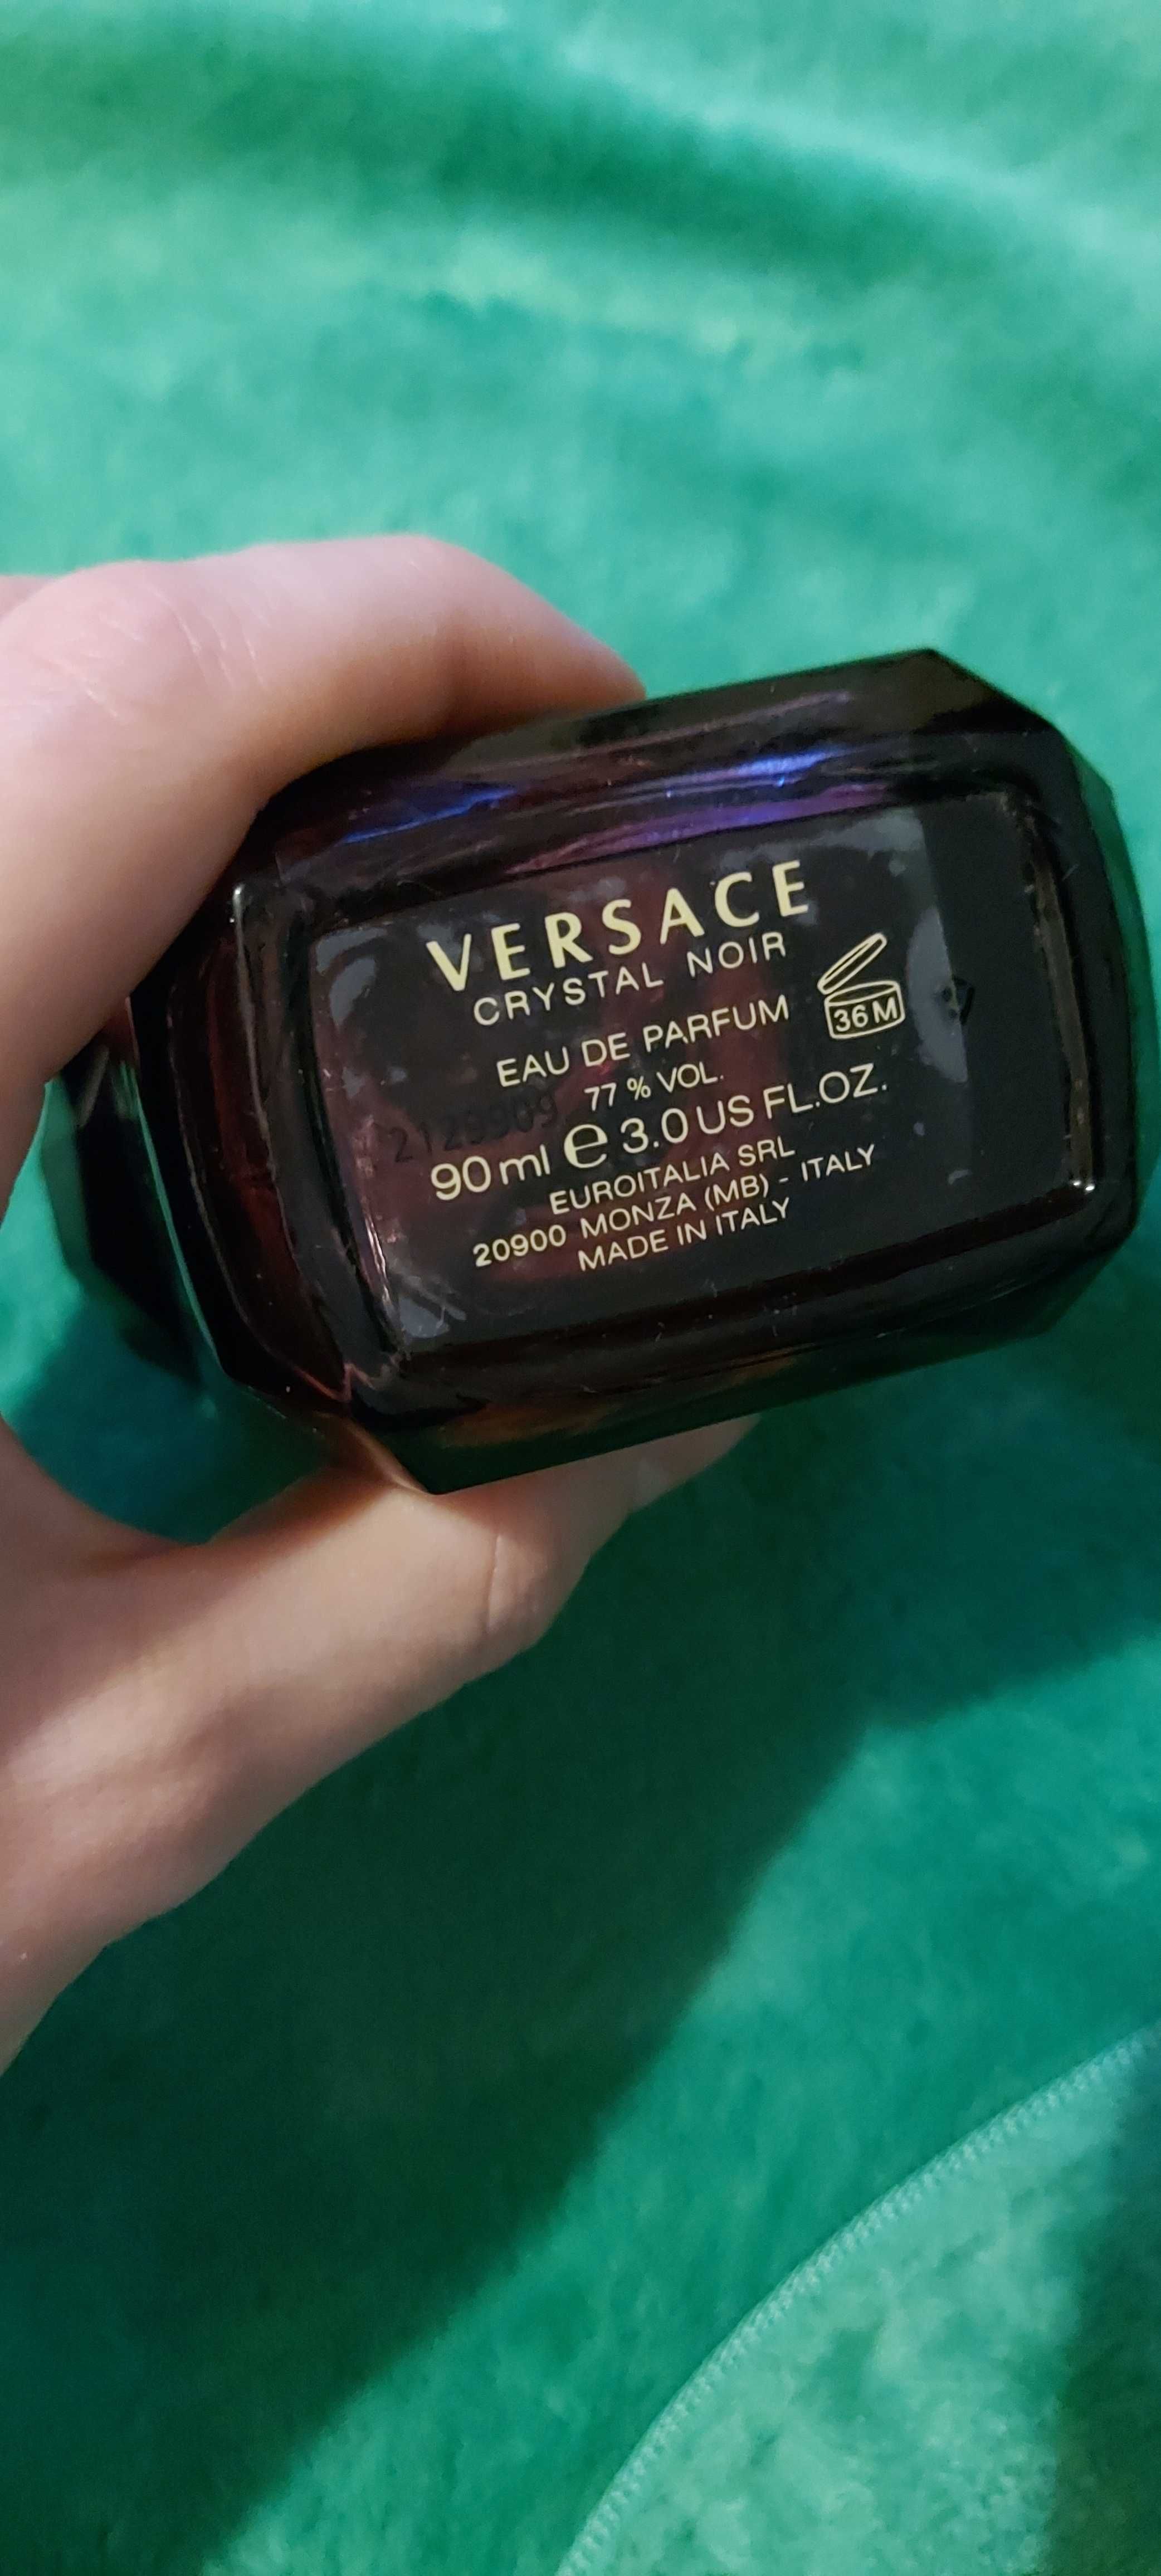 VERSACE
CRYSTAL NOIR
EAU DE PARFUM
36 M
77 % VOL.
90 ml e 3.0 US FL.OZ.
EUROITALIA SRL
20900 MONZA (MB) - ITALY
MADE IN ITALY